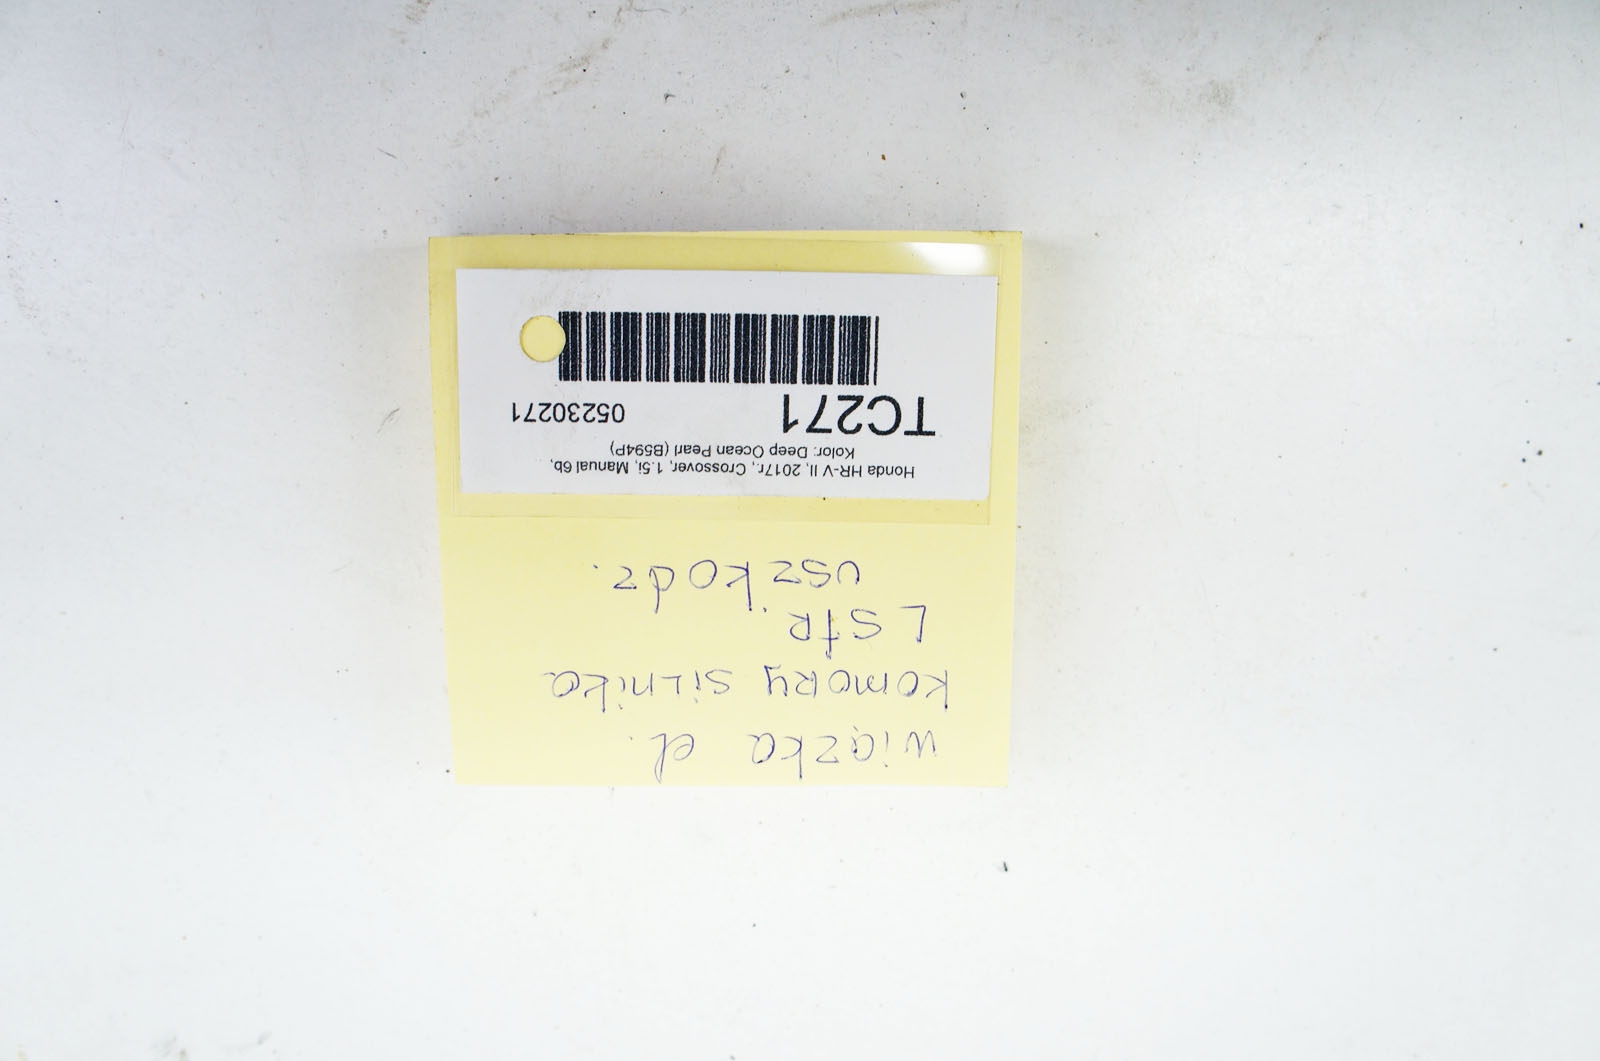 wiązka el.
komory silnika
L str.
uszkodz.
Honda HR-V II, 2017r., Crossover, 1.5i, Manual 6b,
Kolor: Deep Ocean Pearl (B594P)
TC271 05230271